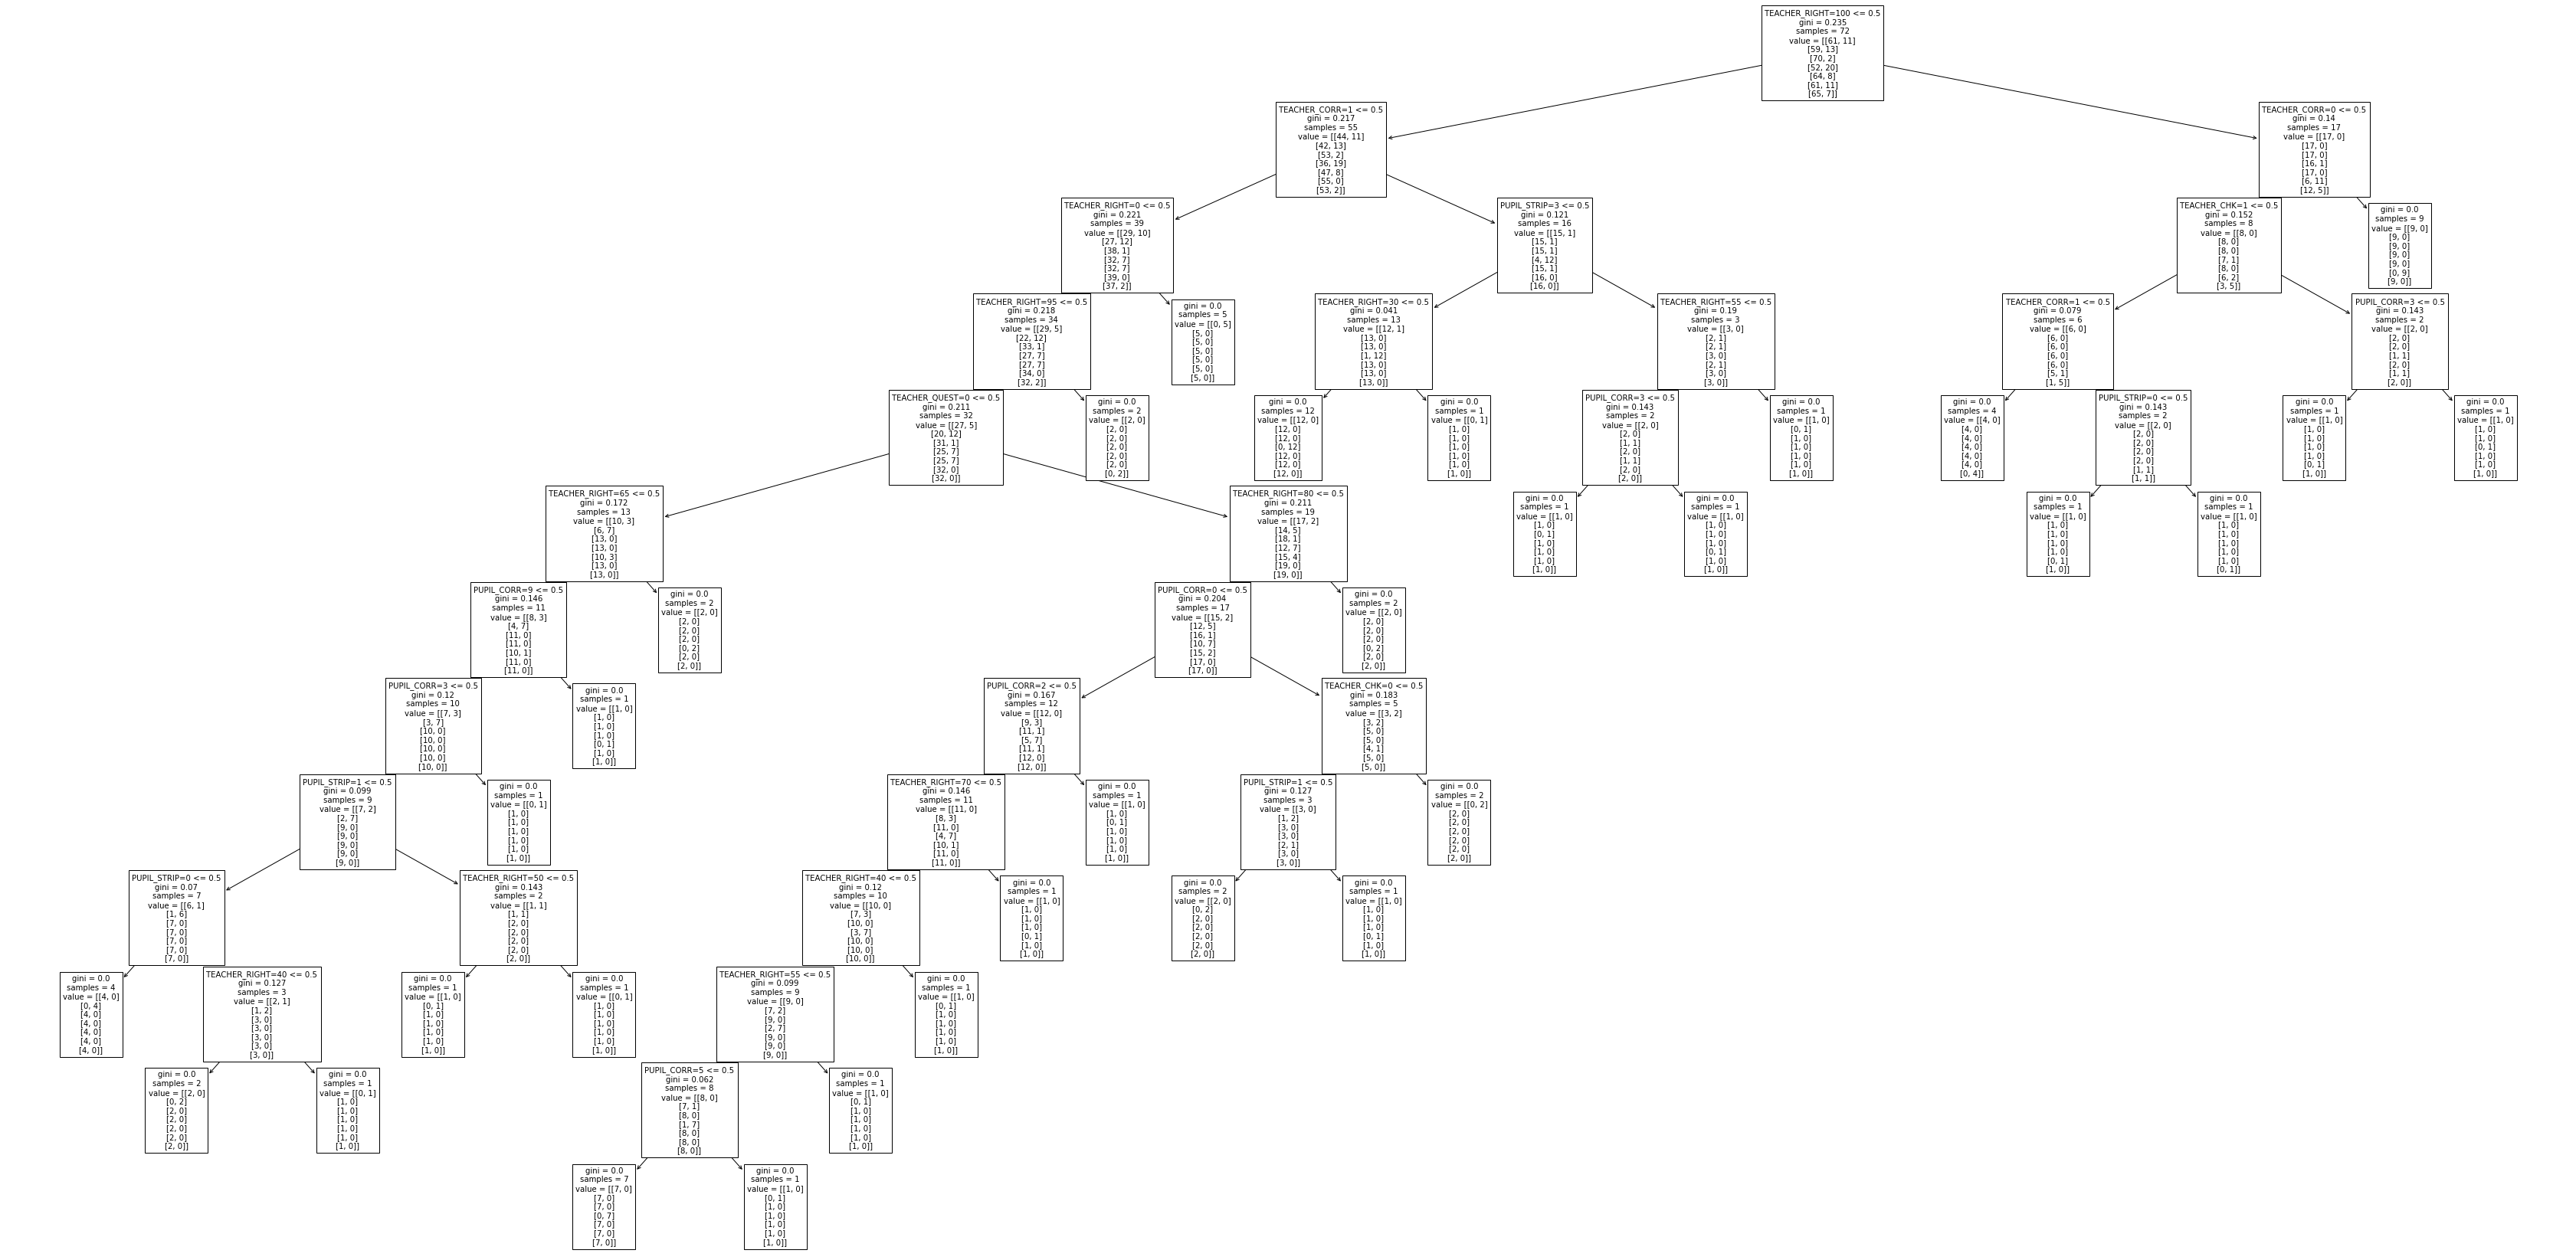 TEACHER_RIGHT=100 <= 0.5
gini = 0.235
samples = 72
value = [[61, 11]
[59, 13]
[70, 2]
[52, 20]
[64, 8]
[61, 11]
[65, 7]]
TEACHER_CORR=1 <= 0.5
gini = 0.217
samples = 55
value = [[44, 11]
[42, 13]
[53, 2]
[36, 19]
[47, 8]
[55, 0]
[53, 2]]
TEACHER_CORR=0 <= 0.5
gini = 0.14
samples = 17
value = [[17, 0]
[17, 0]
[17, 0]
[16, 1]
[17, 0]
[6, 11]
[12, 5]]
TEACHER_RIGHT=0 <= 0.5
gini = 0.221
samples = 39
value = [[29, 10]
[27, 12]
[38, 1]
[32, 7]
[32, 7]
[39, 0]
[37, 2]]
PUPIL_STRIP=3 <= 0.5
gini = 0.121
samples = 16
value = [[15, 1]
[15, 1]
[15, 1]
[4, 12]
[15, 1]
[16, 0]
[16, 0]]
TEACHER_CHK=1 <= 0.5
gini = 0.152
samples = 8
value = [[8, 0]
[8, 0]
[8, 0]
[7, 1]
[8, 0]
[6, 2]
[3, 5]]
gini = 0.0
samples = 9
value = [[9, 0]
[9, 0]
[9, 0]
[9, 0]
[9, 0]
[0, 9]
[9, 0]]
TEACHER_RIGHT=95 <= 0.5
gini = 0.218
samples = 34
value = [[29, 5]
[22, 12]
[33, 1]
[27, 7]
[27, 7]
[34, 0]
[32, 2]]
gini = 0.0
samples = 5
value = [[0, 5]
[5, 0]
[5, 0]
[5, 0]
[5, 0]
[5, 0]
[5, 0]]
TEACHER_RIGHT=30 <= 0.5
gini = 0.041
samples = 13
value = [[12, 1]
[13, 0]
[13, 0]
[1, 12]
[13, 0]
[13, 0]
[13, 0]]
TEACHER_RIGHT=55 <= 0.5
gini = 0.19
samples = 3
value = [[3, 0]
[2, 1]
[2, 1]
[3, 0]
[2, 1]
[3, 0]
[3, 0]]
TEACHER_CORR=1 <= 0.5
gini = 0.079
samples = 6
value = [[6, 0]
[6, 0]
[6, 0]
[6, 0]
[6, 0]
[5, 1]
[1, 5]]
PUPIL_CORR=3 <= 0.5
gini = 0.143
samples = 2
value = [[2, 0]
[2, 0]
[2, 0]
[1, 1]
[2, 0]
[1, 1]
[2, 0]]
TEACHER_QUEST=0 <= 0.5
gini = 0.211
samples = 32
value = [[27, 5]
[20, 12]
[31, 1]
[25, 7]
[25, 7]
[32, 0]
[32, 0]]
gini = 0.0
samples = 2
value = [[2, 0]
[2, 0]
[2, 0]
[2, 0]
[2, 0]
[2, 0]
[0, 2]]
gini = 0.0
samples = 12
value = [[12, 0]
[12, 0]
[12, 0]
[0, 12]
[12, 0]
[12, 0]
[12, 0]]
gini = 0.0
samples = 1
value = [[0, 1]
[1, 0]
[1, 0]
[1, 0]
[1, 0]
[1, 0]
[1, 0]]
PUPIL_CORR=3 <= 0.5
gini = 0.143
samples = 2
value = [[2, 0]
[2, 0]
[1, 1]
[2, 0]
[1, 1]
[2, 0]
[2, 0]]
gini = 0.0
samples = 1
value = [[1, 0]
[0, 1]
[1, 0]
[1, 0]
[1, 0]
[1, 0]
[1, 0]]
gini = 0.0
samples = 4
value = [[4, 0]
[4, 0]
[4, 0]
[4, 0]
[4, 0]
[4, 0]
[0, 4]]
PUPIL_STRIP=0 <= 0.5
gini = 0.143
samples = 2
value = [[2, 0]
[2, 0]
[2, 0]
[2, 0]
[2, 0]
[1, 1]
[1, 1]]
gini = 0.0
samples = 1
value = [[1, 0]
[1, 0]
[1, 0]
[1, 0]
[1, 0]
[0, 1]
[1, 0]]
gini = 0.0
samples = 1
value = [[1, 0]
[1, 0]
[1, 0]
[0, 1]
[1, 0]
[1, 0]
[1, 0]]
TEACHER_RIGHT=65 <= 0.5
gini = 0.172
samples = 13
value = [[10, 3]
[6, 7]
[13, 0]
[13, 0]
[10, 3]
[13, 0]
[13, 0]]
TEACHER_RIGHT=80 <= 0.5
gini = 0.211
samples = 19
value = [[17, 2]
[14, 5]
[18, 1]
[12, 7]
[15, 4]
[19, 0]
[19, 0]]
gini = 0.0
samples = 1
value = [[1, 0]
[1, 0]
[0, 1]
[1, 0]
[1, 0]
[1, 0]
[1, 0]]
gini = 0.0
samples = 1
value = [[1, 0]
[1, 0]
[1, 0]
[1, 0]
[0, 1]
[1, 0]
[1, 0]]
gini = 0.0
samples = 1
value = [[1, 0]
[1, 0]
[1, 0]
[1, 0]
[1, 0]
[0, 1]
[1, 0]]
gini = 0.0
samples = 1
value = [[1, 0]
[1, 0]
[1, 0]
[1, 0]
[1, 0]
[1, 0]
[0, 1]]
PUPIL_CORR=9 <= 0.5
gini = 0.146
samples = 11
value = [[8, 3]
[4, 7]
[11, 0]
[11, 0]
[10, 1]
[11, 0]
[11, 0]]
gini = 0.0
samples = 2
value = [[2, 0]
[2, 0]
[2, 0]
[2, 0]
[0, 2]
[2, 0]
[2, 0]]
PUPIL_CORR=0 <= 0.5
gini = 0.204
samples = 17
value = [[15, 2]
[12, 5]
[16, 1]
[10, 7]
[15, 2]
[17, 0]
[17, 0]]
gini = 0.0
samples = 2
value = [[2, 0]
[2, 0]
[2, 0]
[2, 0]
[0, 2]
[2, 0]
[2, 0]]
PUPIL_CORR=3 <= 0.5
gini = 0.12
samples = 10
value = [[7, 3]
[3, 7]
[10, 0]
[10, 0]
[10, 0]
[10, 0]
[10, 0]]
gini = 0.0
samples = 1
value = [[1, 0]
[1, 0]
[1, 0]
[1, 0]
[0, 1]
[1, 0]
[1, 0]]
PUPIL_CORR=2 <= 0.5
gini = 0.167
samples = 12
value = [[12, 0]
[9, 3]
[11, 1]
[5, 7]
[11, 1]
[12, 0]
[12, 0]]
TEACHER_CHK=0 <= 0.5
gini = 0.183
samples = 5
value = [[3, 2]
[3, 2]
[5, 0]
[5, 0]
[4, 1]
[5, 0]
[5, 0]]
PUPIL_STRIP=1 <= 0.5
gini = 0.099
samples = 9
value = [[7, 2]
[2, 7]
[9, 0]
[9, 0]
[9, 0]
[9, 0]
[9, 0]]
gini = 0.0
samples = 1
value = [[0, 1]
[1, 0]
[1, 0]
[1, 0]
[1, 0]
[1, 0]
[1, 0]]
TEACHER_RIGHT=70 <= 0.5
gini = 0.146
samples = 11
value = [[11, 0]
[8, 3]
[11, 0]
[4, 7]
[10, 1]
[11, 0]
[11, 0]]
gini = 0.0
samples = 1
value = [[1, 0]
[1, 0]
[0, 1]
[1, 0]
[1, 0]
[1, 0]
[1, 0]]
PUPIL_STRIP=1 <= 0.5
gini = 0.127
samples = 3
value = [[3, 0]
[1, 2]
[3, 0]
[3, 0]
[2, 1]
[3, 0]
[3, 0]]
gini = 0.0
samples = 2
value = [[0, 2]
[2, 0]
[2, 0]
[2, 0]
[2, 0]
[2, 0]
[2, 0]]
PUPIL_STRIP=0 <= 0.5
gini = 0.07
samples = 7
value = [[6, 1]
[1, 6]
[7, 0]
[7, 0]
[7, 0]
[7, 0]
[7, 0]]
TEACHER_RIGHT=50 <= 0.5
gini = 0.143
samples = 2
value = [[1, 1]
[1, 1]
[2, 0]
[2, 0]
[2, 0]
[2, 0]
[2, 0]]
TEACHER_RIGHT=40 <= 0.5
gini = 0.12
samples = 10
value = [[10, 0]
[7, 3]
[10, 0]
[3, 7]
[10, 0]
[10, 0]
[10, 0]]
gini = 0.0
samples = 1
value = [[1, 0]
[1, 0]
[1, 0]
[1, 0]
[0, 1]
[1, 0]
[1, 0]]
gini = 0.0
samples = 2
value = [[2, 0]
[0, 2]
[2, 0]
[2, 0]
[2, 0]
[2, 0]
[2, 0]]
gini = 0.0
samples = 1
value = [[1, 0]
[1, 0]
[1, 0]
[1, 0]
[0, 1]
[1, 0]
[1, 0]]
gini = 0.0
samples = 4
value = [[4, 0]
[0, 4]
[4, 0]
[4, 0]
[4, 0]
[4, 0]
[4, 0]]
TEACHER_RIGHT=40 <= 0.5
gini = 0.127
samples = 3
value = [[2, 1]
[1, 2]
[3, 0]
[3, 0]
[3, 0]
[3, 0]
[3, 0]]
gini = 0.0
samples = 1
value = [[1, 0]
[0, 1]
[1, 0]
[1, 0]
[1, 0]
[1, 0]
[1, 0]]
gini = 0.0
samples = 1
value = [[0, 1]
[1, 0]
[1, 0]
[1, 0]
[1, 0]
[1, 0]
[1, 0]]
TEACHER_RIGHT=55 <= 0.5
gini = 0.099
samples = 9
value = [[9, 0]
[7, 2]
[9, 0]
[2, 7]
[9, 0]
[9, 0]
[9, 0]]
gini = 0.0
samples = 1
value = [[1, 0]
[0, 1]
[1, 0]
[1, 0]
[1, 0]
[1, 0]
[1, 0]]
gini = 0.0
samples = 2
value = [[2, 0]
[0, 2]
[2, 0]
[2, 0]
[2, 0]
[2, 0]
[2, 0]]
gini = 0.0
samples = 1
value = [[0, 1]
[1, 0]
[1, 0]
[1, 0]
[1, 0]
[1, 0]
[1, 0]]
PUPIL_CORR=5 <= 0.5
gini = 0.062
samples = 8
value = [[8, 0]
[7, 1]
[8, 0]
[1, 7]
[8, 0]
[8, 0]
[8, 0]]
gini = 0.0
samples = 1
value = [[1, 0]
[0, 1]
[1, 0]
[1, 0]
[1, 0]
[1, 0]
[1, 0]]
gini = 0.0
samples = 7
value = [[7, 0]
[7, 0]
[7, 0]
[0, 7]
[7, 0]
[7, 0]
[7, 0]]
gini = 0.0
samples = 1
value = [[1, 0]
[0, 1]
[1, 0]
[1, 0]
[1, 0]
[1, 0]
[1, 0]]